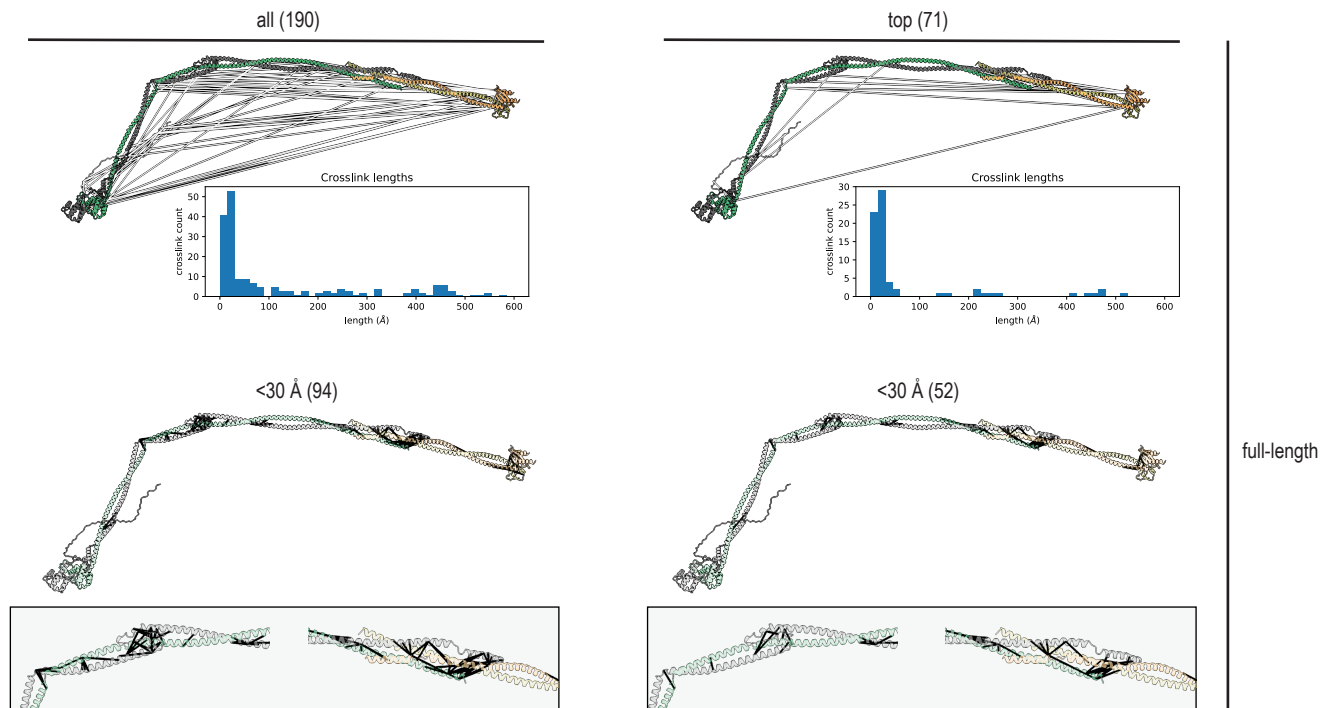 all (190)
top (71)
Crosslink lengths
crosslink count
50
40
30
20
10
0
0 100 200 300 400 500 600
length (Å)
Crosslink lengths
crosslink count
30
25
20
15
10
5
0
0 100 200 300 400 500 600
length (Å)
<30 Å (94)
<30 Å (52)
full-length